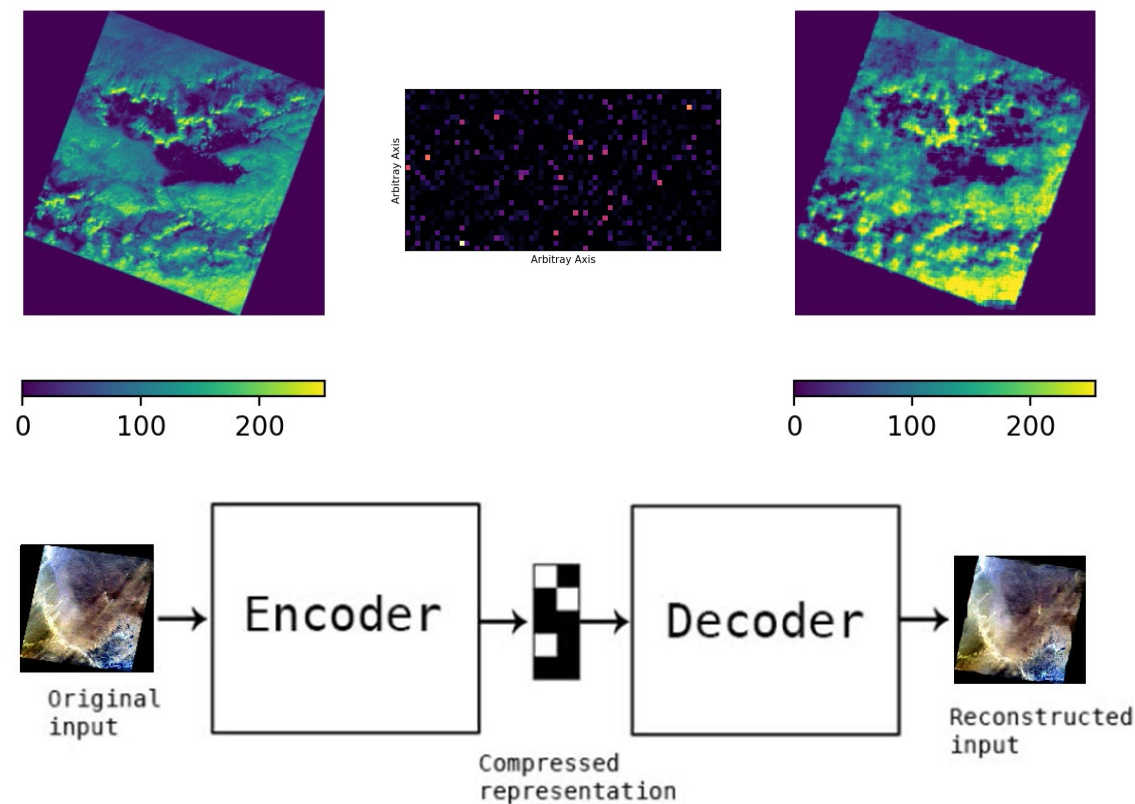 Arbitray Axis
Arbitray Axis
0 100 200
0 100 200
Encoder
Decoder
Original
input
Compressed
representation
Reconstructed
input